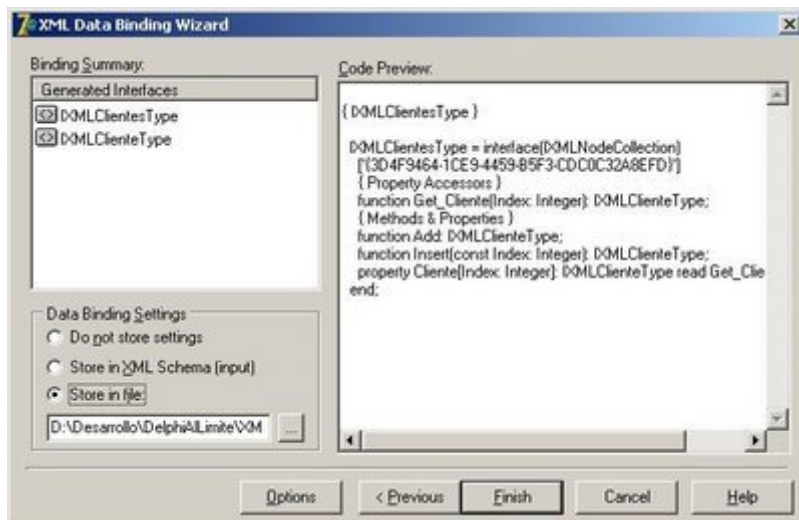 XML Data Binding Wizard
Binding Summary:
Generated Interfaces
IXMLClientesType
IXMLClienteType
Data Binding Settings
Do not store settings
Store in XML Schema (input)
Store in file:
D:\Desarrollo\DelphiAlLimite\XM
...
Code Preview:
{ IXMLClientesType }
IXMLClientesType = interface(IXMLNodeCollection)
['{3D4F9464-1CE9-4459-B5F3-CDC0C32A8EFD}']
{ Property Accessors }
function Get_Cliente(Index: Integer): IXMLClienteType;
{ Methods & Properties }
function Add: IXMLClienteType;
function Insert(const Index: Integer): IXMLClienteType;
property Cliente[Index: Integer]: IXMLClienteType read Get_Clie
end;
Options
< Previous
Finish
Cancel
Help